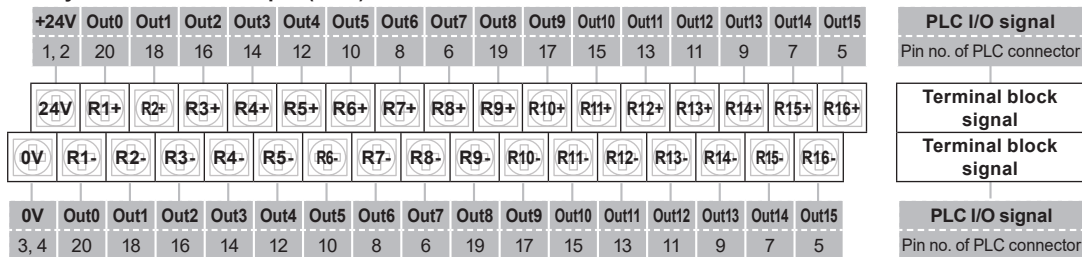 +24V Out0 Out1 Out2 Out3 Out4 Out5 Out6 Out7 Out8 Out9 Out10 Out11 Out12 Out13 Out14 Out15 PLC I/O signal
1, 2 20 18 16 14 12 10 8 6 19 17 15 13 11 9 7 5 Pin no. of PLC connector
24V R1+ R2+ R3+ R4+ R5+ R6+ R7+ R8+ R9+ R10+ R11+ R12+ R13+ R14+ R15+ R16+ Terminal block
signal
0V R1- R2- R3- R4- R5- R6- R7- R8- R9- R10- R11- R12- R13- R14- R15- R16- Terminal block
signal
0V Out0 Out1 Out2 Out3 Out4 Out5 Out6 Out7 Out8 Out9 Out10 Out11 Out12 Out13 Out14 Out15 PLC I/O signal
3, 4 20 18 16 14 12 10 8 6 19 17 15 13 11 9 7 5 Pin no. of PLC connector